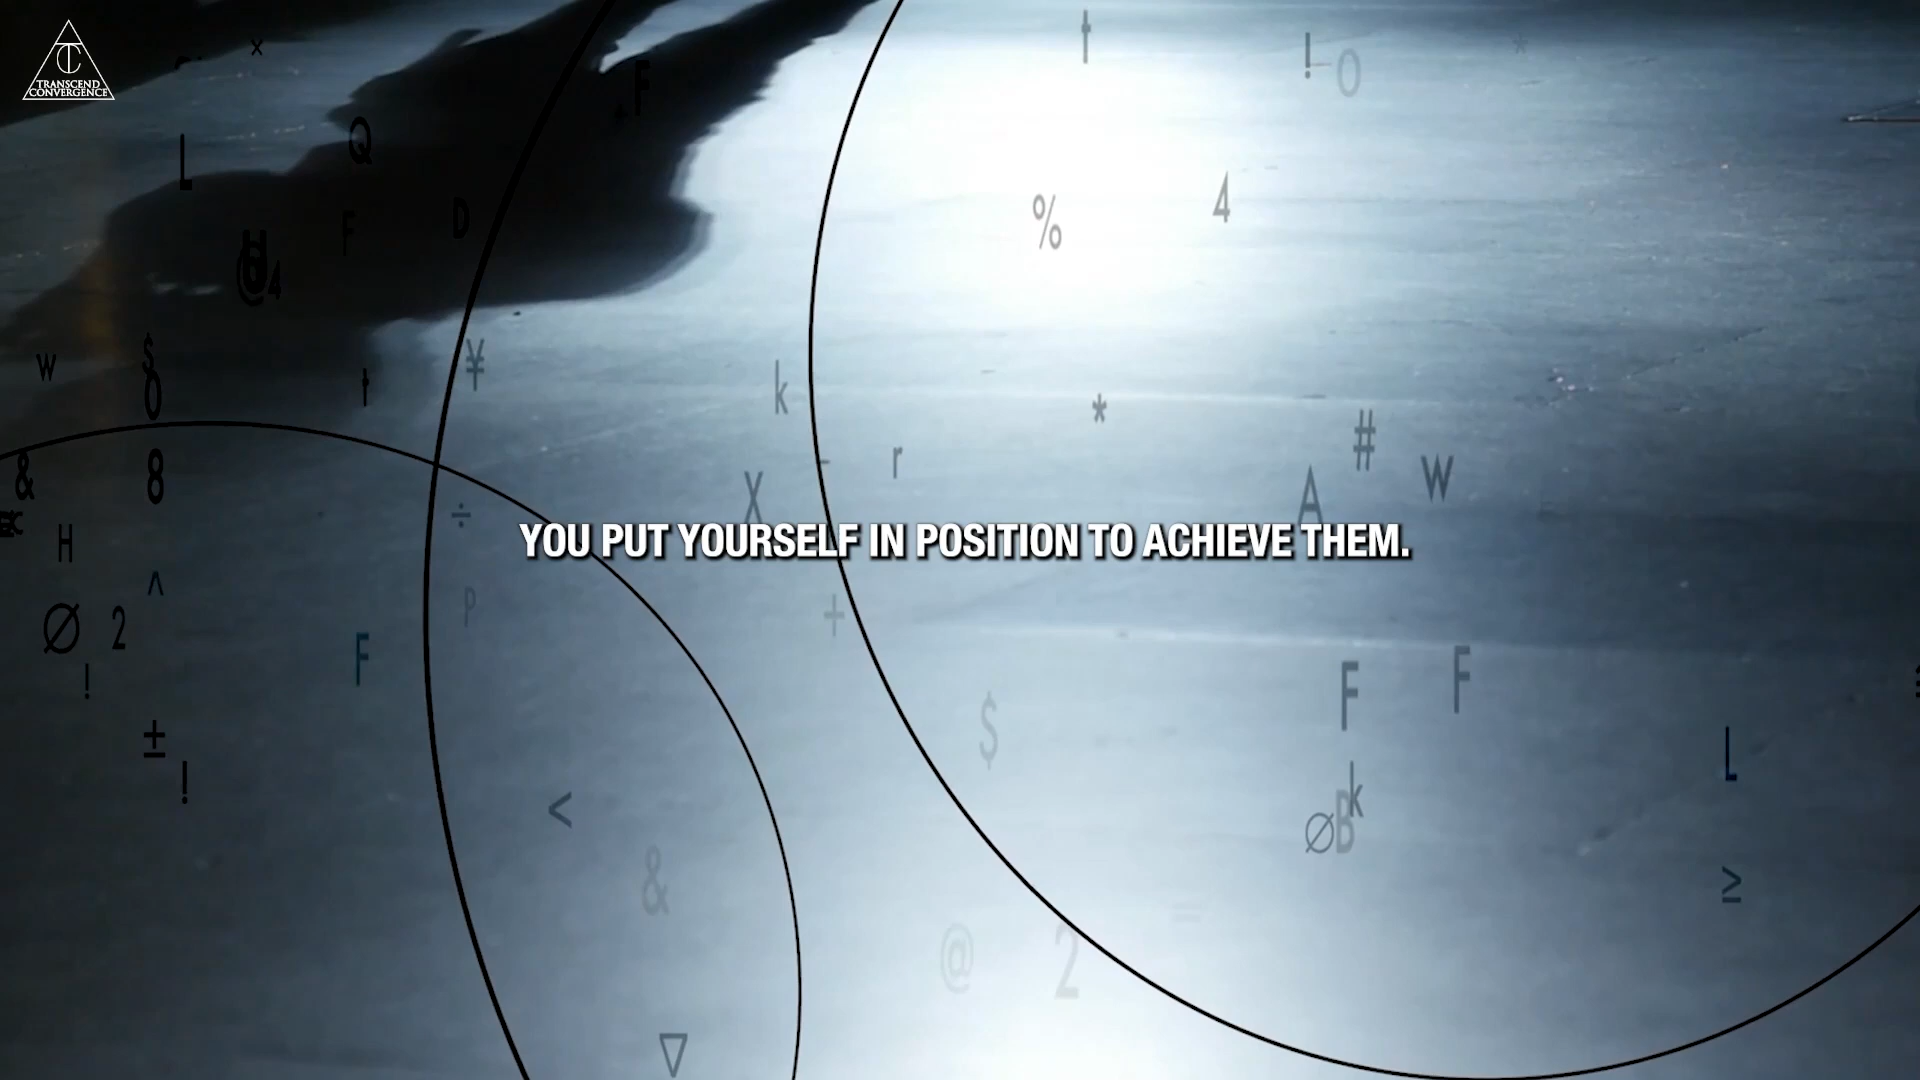 TRANSCEND
CONVERGENCE
YOU PUT YOURSELF IN POSITION TO ACHIEVE THEM.